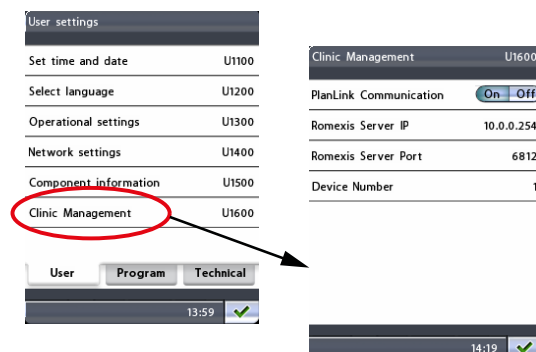 User settings
Set time and date U1100
Select language U1200
Operational settings U1300
Network settings U1400
Component information U1500
Clinic Management U1600
User Program Technical
13:59
Clinic Management U1600
PlanLink Communication On Off
Romexis Server IP 10.0.0.254
Romexis Server Port 6812
Device Number 1
14:19